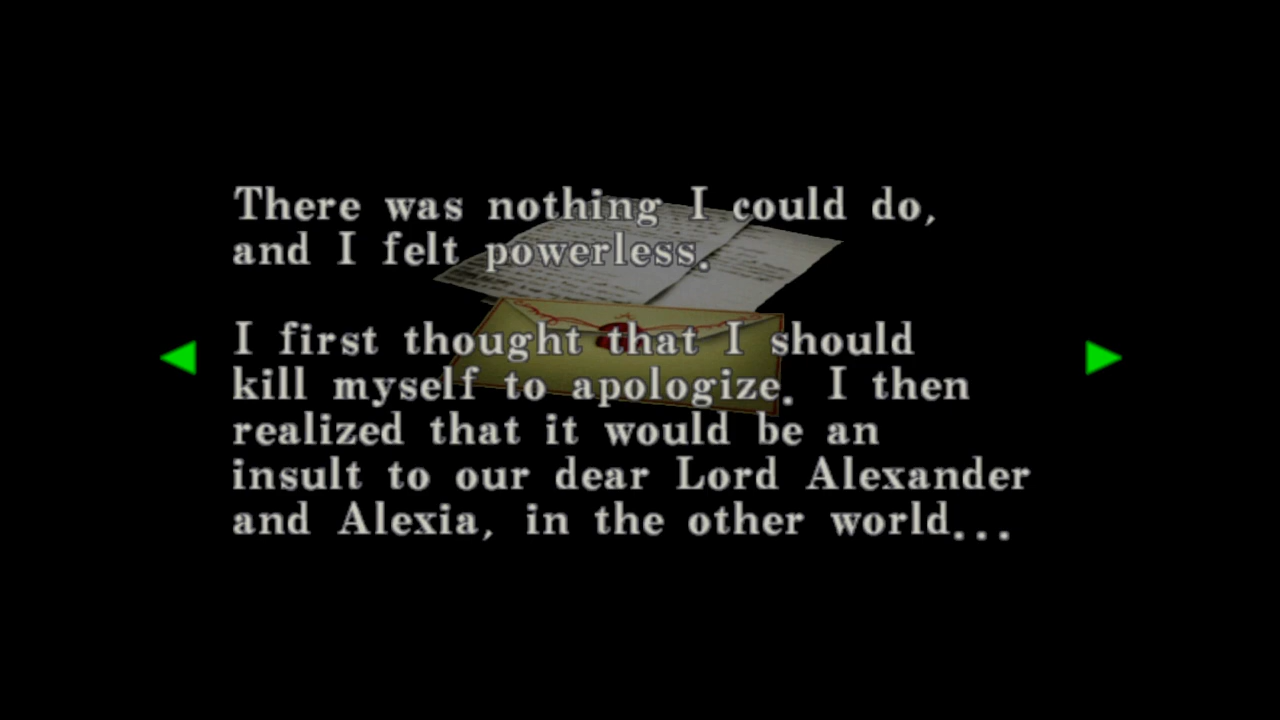 There was nothing I could do,
and I felt powerless.
I first thought that I should
kill myself to apologize. I then
realized that it would be an
insult to our dear Lord Alexander
and Alexia, in the other world...